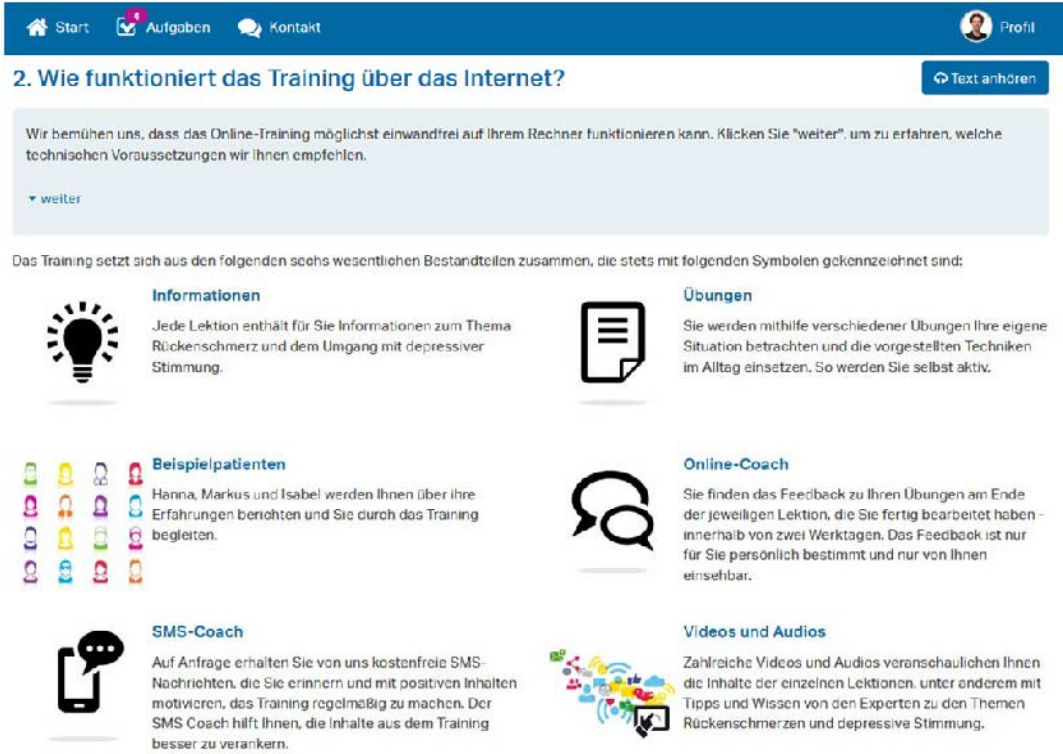 Start
4
Aufgaben
Kontakt
Profil
2. Wie funktioniert das Training über das Internet?
Text anhören
Wir bemühen uns, dass das Online-Training möglichst einwandfrei auf Ihrem Rechner funktionieren kann. Klicken Sie "weiter", um zu erfahren, welche
technischen Voraussetzungen wir Ihnen empfehlen.
weiter
Das Training setzt sich aus den folgenden sechs wesentlichen Bestandteilen zusammen, die stets mit folgenden Symbolen gekennzeichnet sind:
Informationen
Jede Lektion enthält für Sie Informationen zum Thema
Rückenschmerz und dem Umgang mit depressiver
Stimmung.
Übungen
Sie werden mithilfe verschiedener Übungen Ihre eigene
Situation betrachten und die vorgestellten Techniken
im Alltag einsetzen. So werden Sie selbst aktiv.
Beispielpatienten
Hanna, Markus und Isabel werden Ihnen über ihre
Erfahrungen berichten und Sie durch das Training
begleiten.
Online-Coach
Sie finden das Feedback zu Ihren Übungen am Ende
der jeweiligen Lektion, die Sie fertig bearbeitet haben -
innerhalb von zwei Werktagen. Das Feedback ist nur
für Sie persönlich bestimmt und nur von Ihnen
einsehbar.
SMS-Coach
Auf Anfrage erhalten Sie von uns kostenfreie SMS-
Nachrichten, die Sie erinnern und mit positiven Inhalten
motivieren, das Training regelmäßig zu machen. Der
SMS Coach hilft Ihnen, die Inhalte aus dem Training
besser zu verankern.
Videos und Audios
Zahlreiche Videos und Audios veranschaulichen Ihnen
die Inhalte der einzelnen Lektionen, unter anderem mit
Tipps und Wissen von den Experten zu den Themen
Rückenschmerzen und depressive Stimmung.